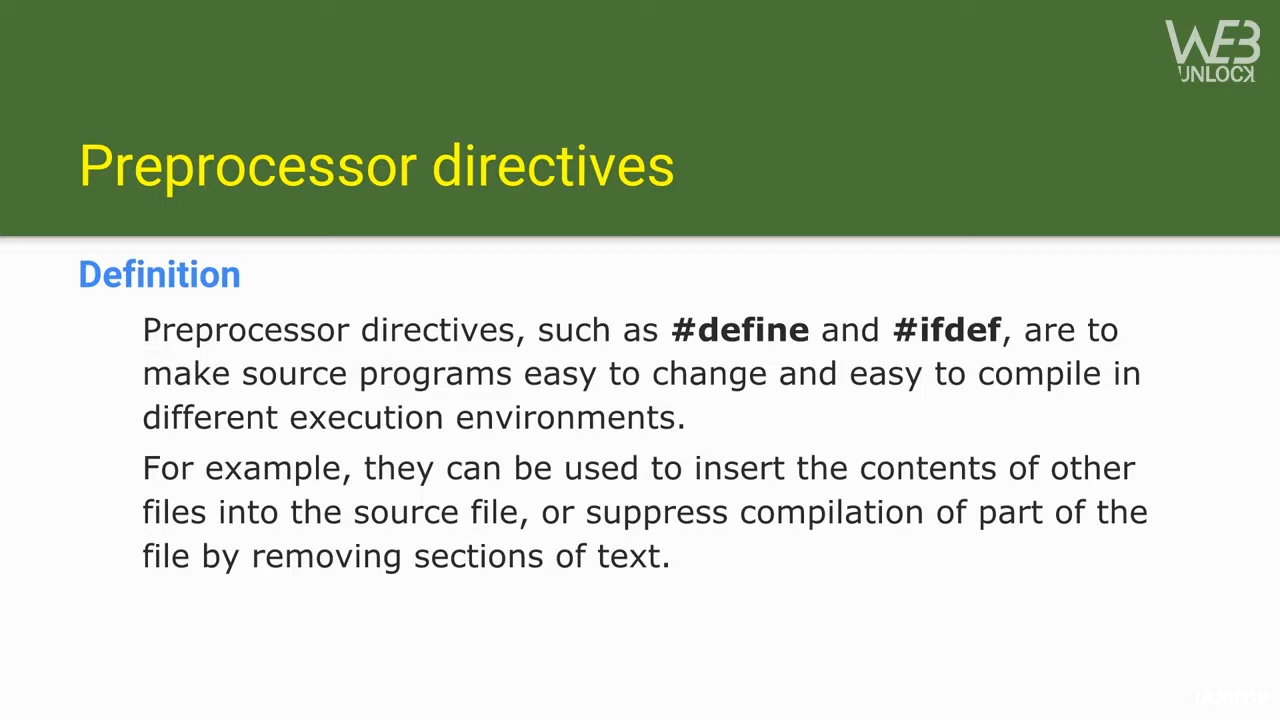 WEB
UNLOCK
Preprocessor directives
Definition
Preprocessor directives, such as #define and #ifdef, are to
make source programs easy to change and easy to compile in
different execution environments.
For example, they can be used to insert the contents of other
files into the source file, or suppress compilation of part of the
file by removing sections of text.